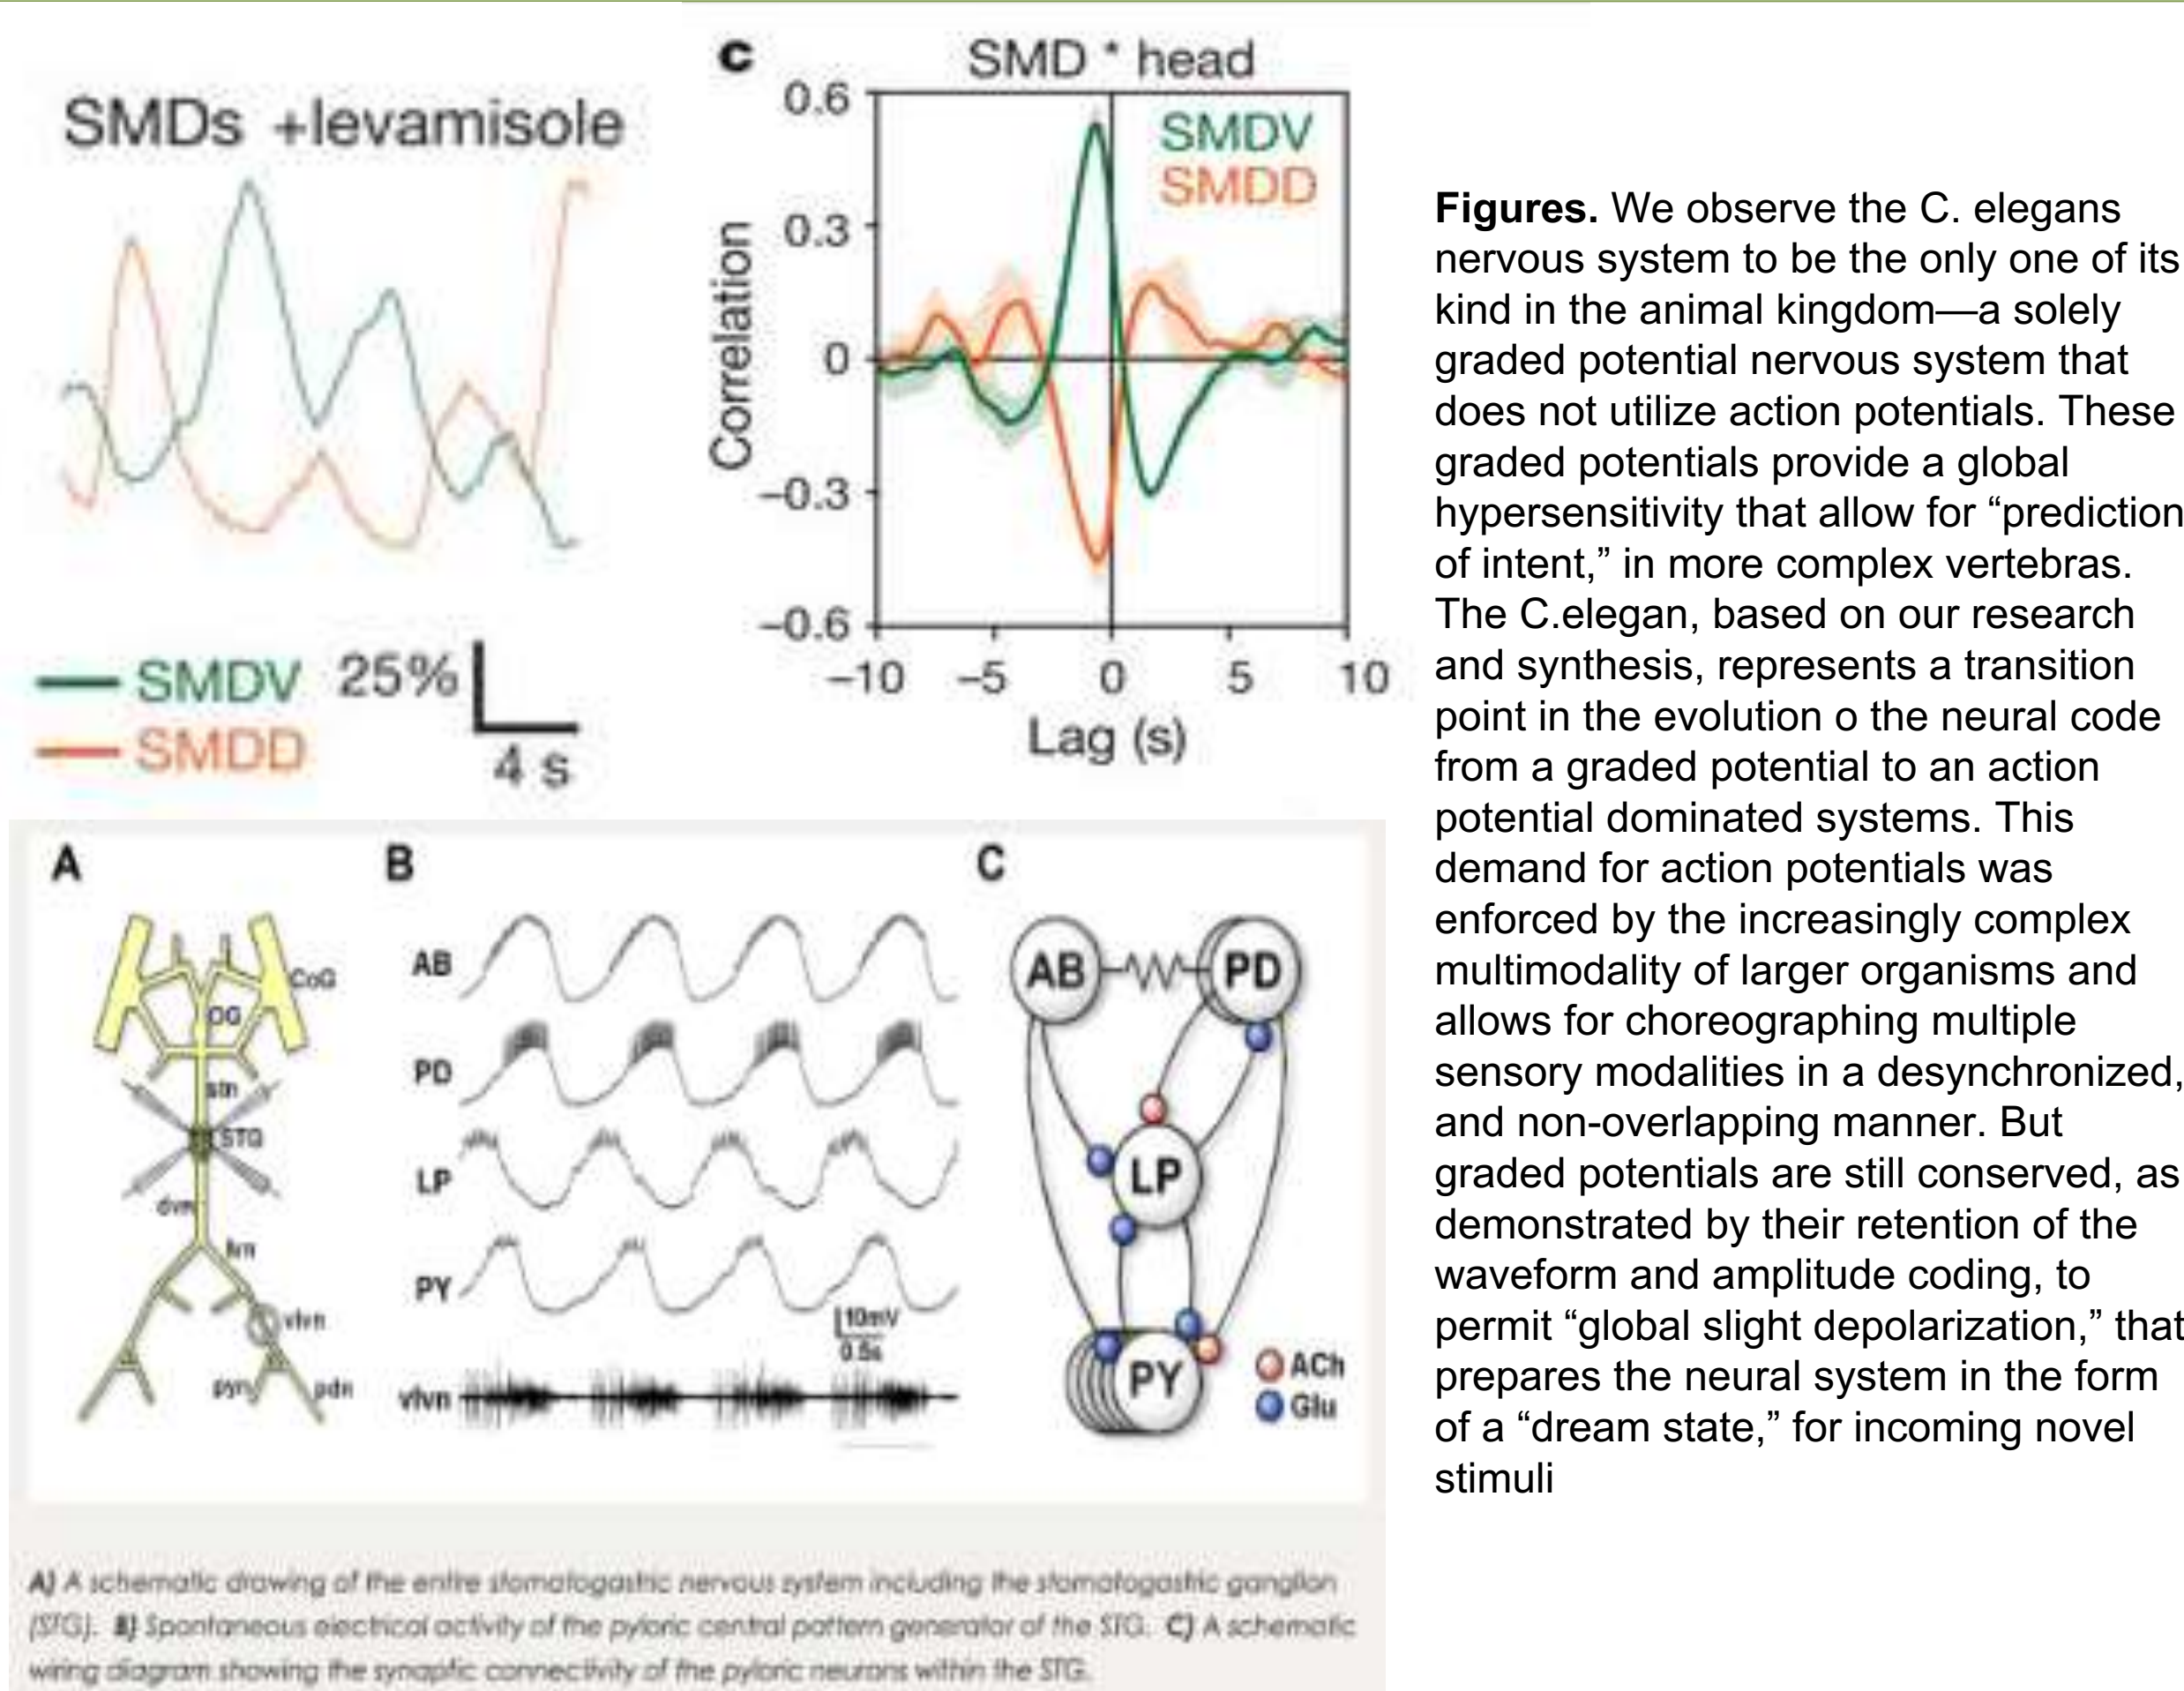 SMDs +levamisole
SMDV
SMDD
25%
4 s
c
SMD * head
0.6
0.3
0
−0.3
−0.6
Correlation
SMDV
SMDD
−10
−5
0
5
10
Lag (s)
A
CoG
OG
stn
STG
dvn
lvn
vlvn
pyn
pdn
B
AB
PD
LP
PY
10mV
0.5s
vlvn
C
AB
PD
LP
PY
ACh
Glu
A) A schematic drawing of the entire stomatogastric nervous system including the stomatogastric ganglion
(STG). B) Spontaneous electrical activity of the pyloric central pattern generator of the STG. C) A schematic
wiring diagram showing the synaptic connectivity of the pyloric neurons within the STG.
Figures. We observe the C. elegans
nervous system to be the only one of its
kind in the animal kingdom—a solely
graded potential nervous system that
does not utilize action potentials. These
graded potentials provide a global
hypersensitivity that allow for “prediction
of intent,” in more complex vertebras.
The C.elegan, based on our research
and synthesis, represents a transition
point in the evolution o the neural code
from a graded potential to an action
potential dominated systems. This
demand for action potentials was
enforced by the increasingly complex
multimodality of larger organisms and
allows for choreographing multiple
sensory modalities in a desynchronized,
and non-overlapping manner. But
graded potentials are still conserved, as
demonstrated by their retention of the
waveform and amplitude coding, to
permit “global slight depolarization,” that
prepares the neural system in the form
of a “dream state,” for incoming novel
stimuli